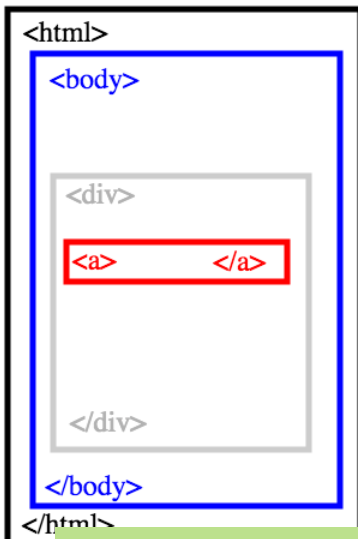 <html>
<body>
<div>
<a> </a>
</div>
</body>
</html>